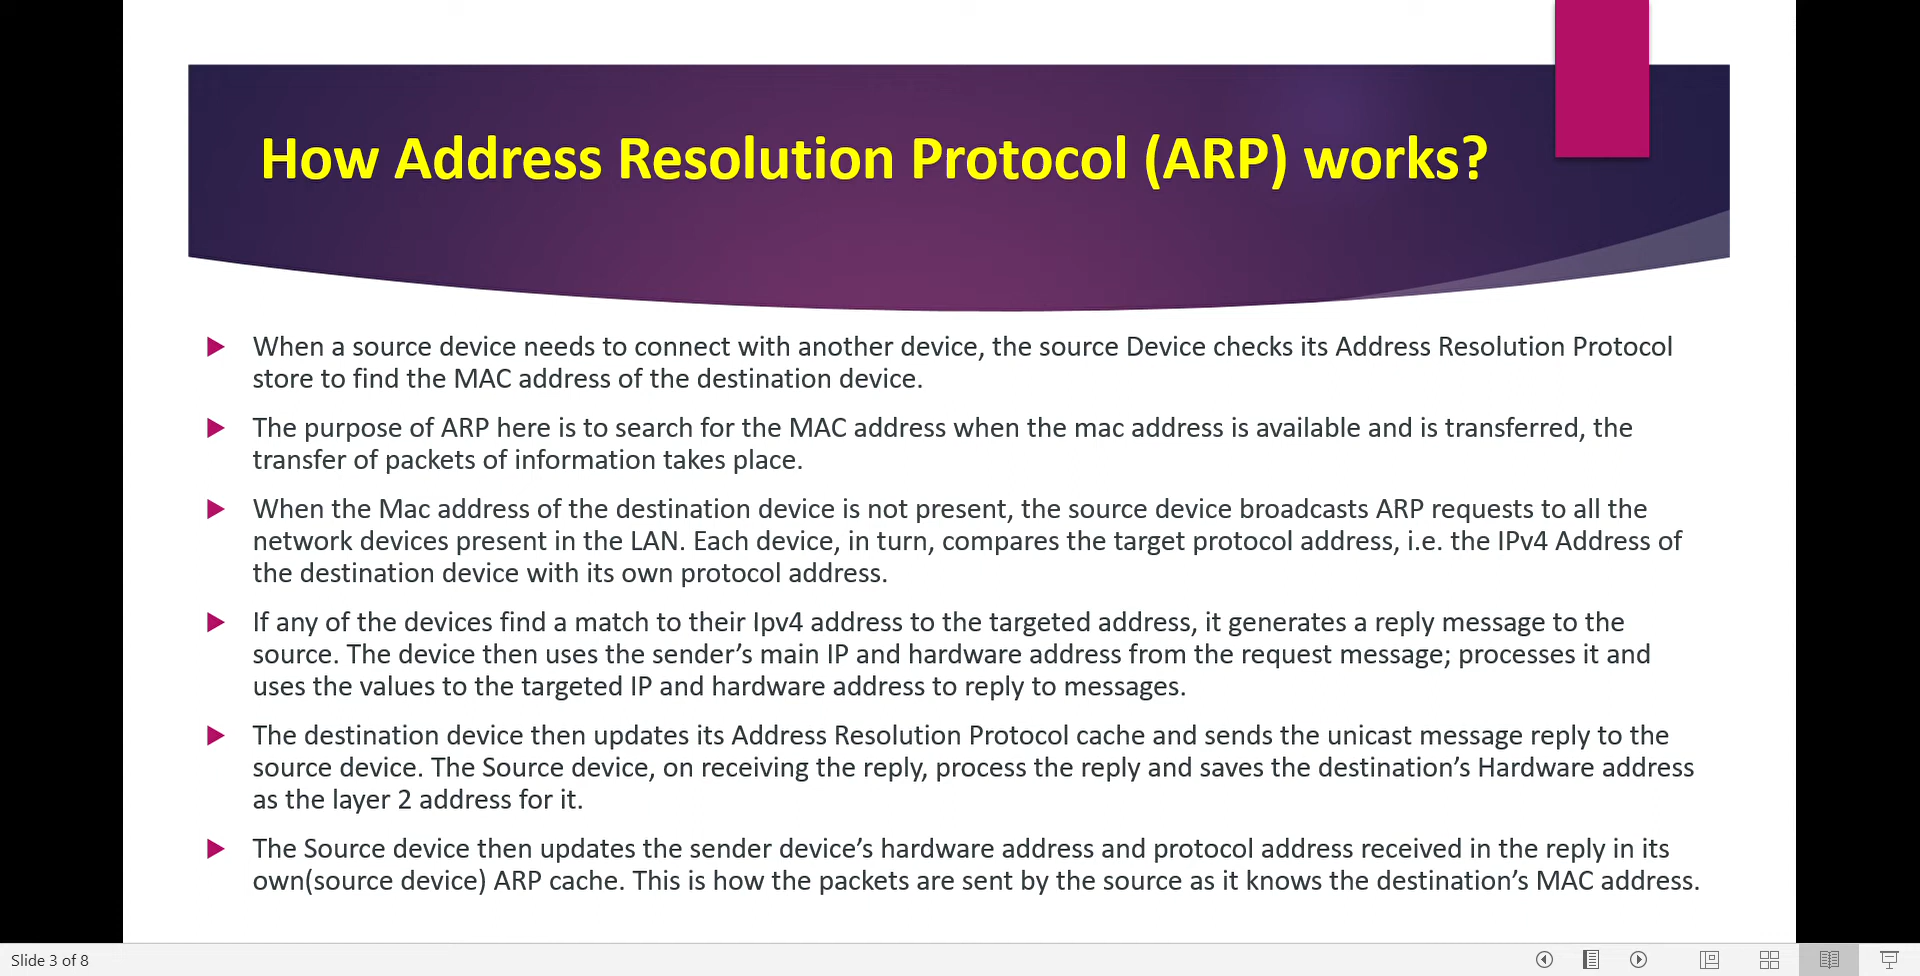 How Address Resolution Protocol (ARP) works?
When a source device needs to connect with another device, the source Device checks its Address Resolution Protocol
store to find the MAC address of the destination device.
The purpose of ARP here is to search for the MAC address when the mac address is available and is transferred, the
transfer of packets of information takes place.
When the Mac address of the destination device is not present, the source device broadcasts ARP requests to all the
network devices present in the LAN. Each device, in turn, compares the target protocol address, i.e. the IPv4 Address of
the destination device with its own protocol address.
If any of the devices find a match to their Ipv4 address to the targeted address, it generates a reply message to the
source. The device then uses the sender’s main IP and hardware address from the request message; processes it and
uses the values to the targeted IP and hardware address to reply to messages.
The destination device then updates its Address Resolution Protocol cache and sends the unicast message reply to the
source device. The Source device, on receiving the reply, process the reply and saves the destination’s Hardware address
as the layer 2 address for it.
The Source device then updates the sender device’s hardware address and protocol address received in the reply in its
own(source device) ARP cache. This is how the packets are sent by the source as it knows the destination’s MAC address.
Slide 3 of 8